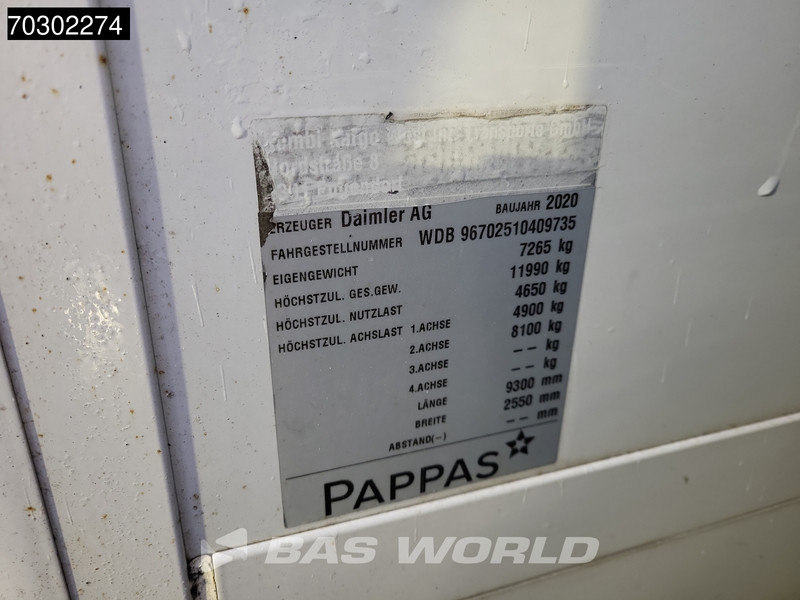 70302274
Nordstraße 8
ERZEUGER Daimler AG BAUJAHR 2020
FAHRGESTELLNUMMER WDB 96702510409735
EIGENGEWICHT 7265 kg
HÖCHSTZUL. GES.GEW. 11990 kg
HÖCHSTZUL. NUTZLAST 4650 kg
HÖCHSTZUL. ACHSLAST 1.ACHSE 4900 kg
2.ACHSE 8100 kg
3.ACHSE -- kg
4.ACHSE -- kg
LÄNGE 9300 mm
BREITE 2550 mm
ABSTAND(-) -- mm
PAPPAS
BAS WORLD